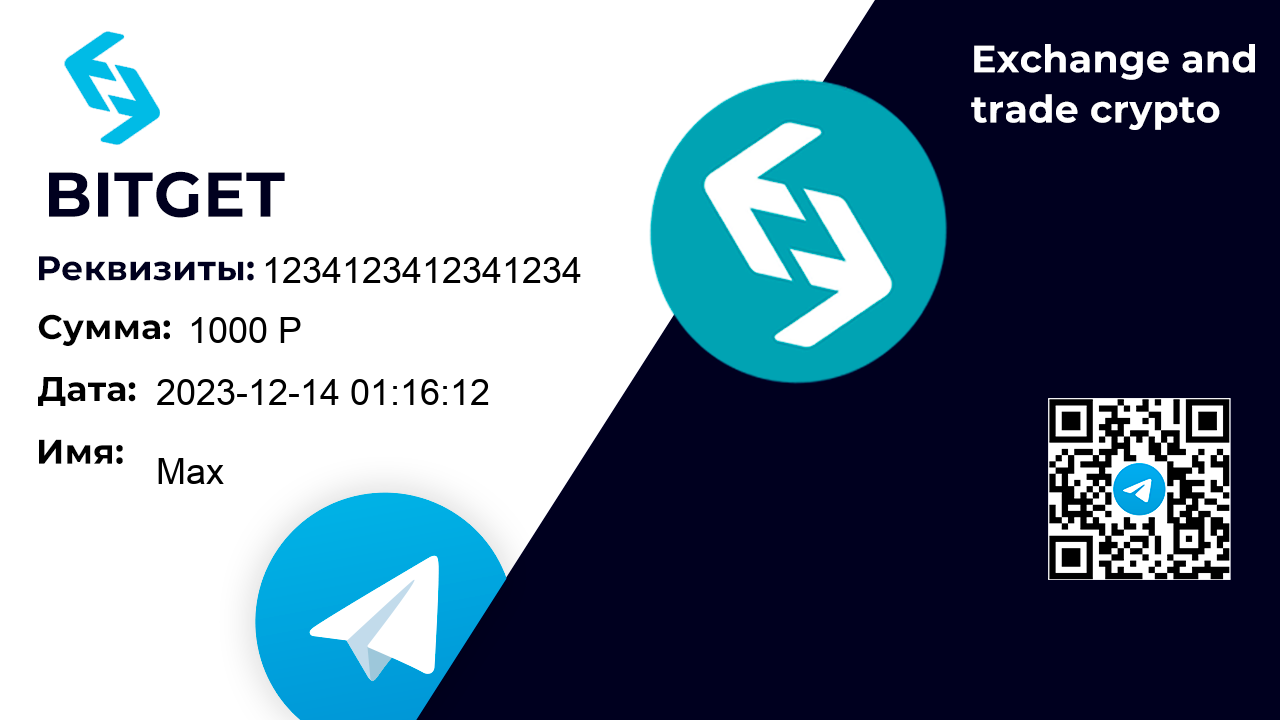 BITGET
Реквизиты: 1234123412341234
Сумма: 1000 Р
Дата: 2023-12-14 01:16:12
Имя: Max
Exchange and
trade crypto